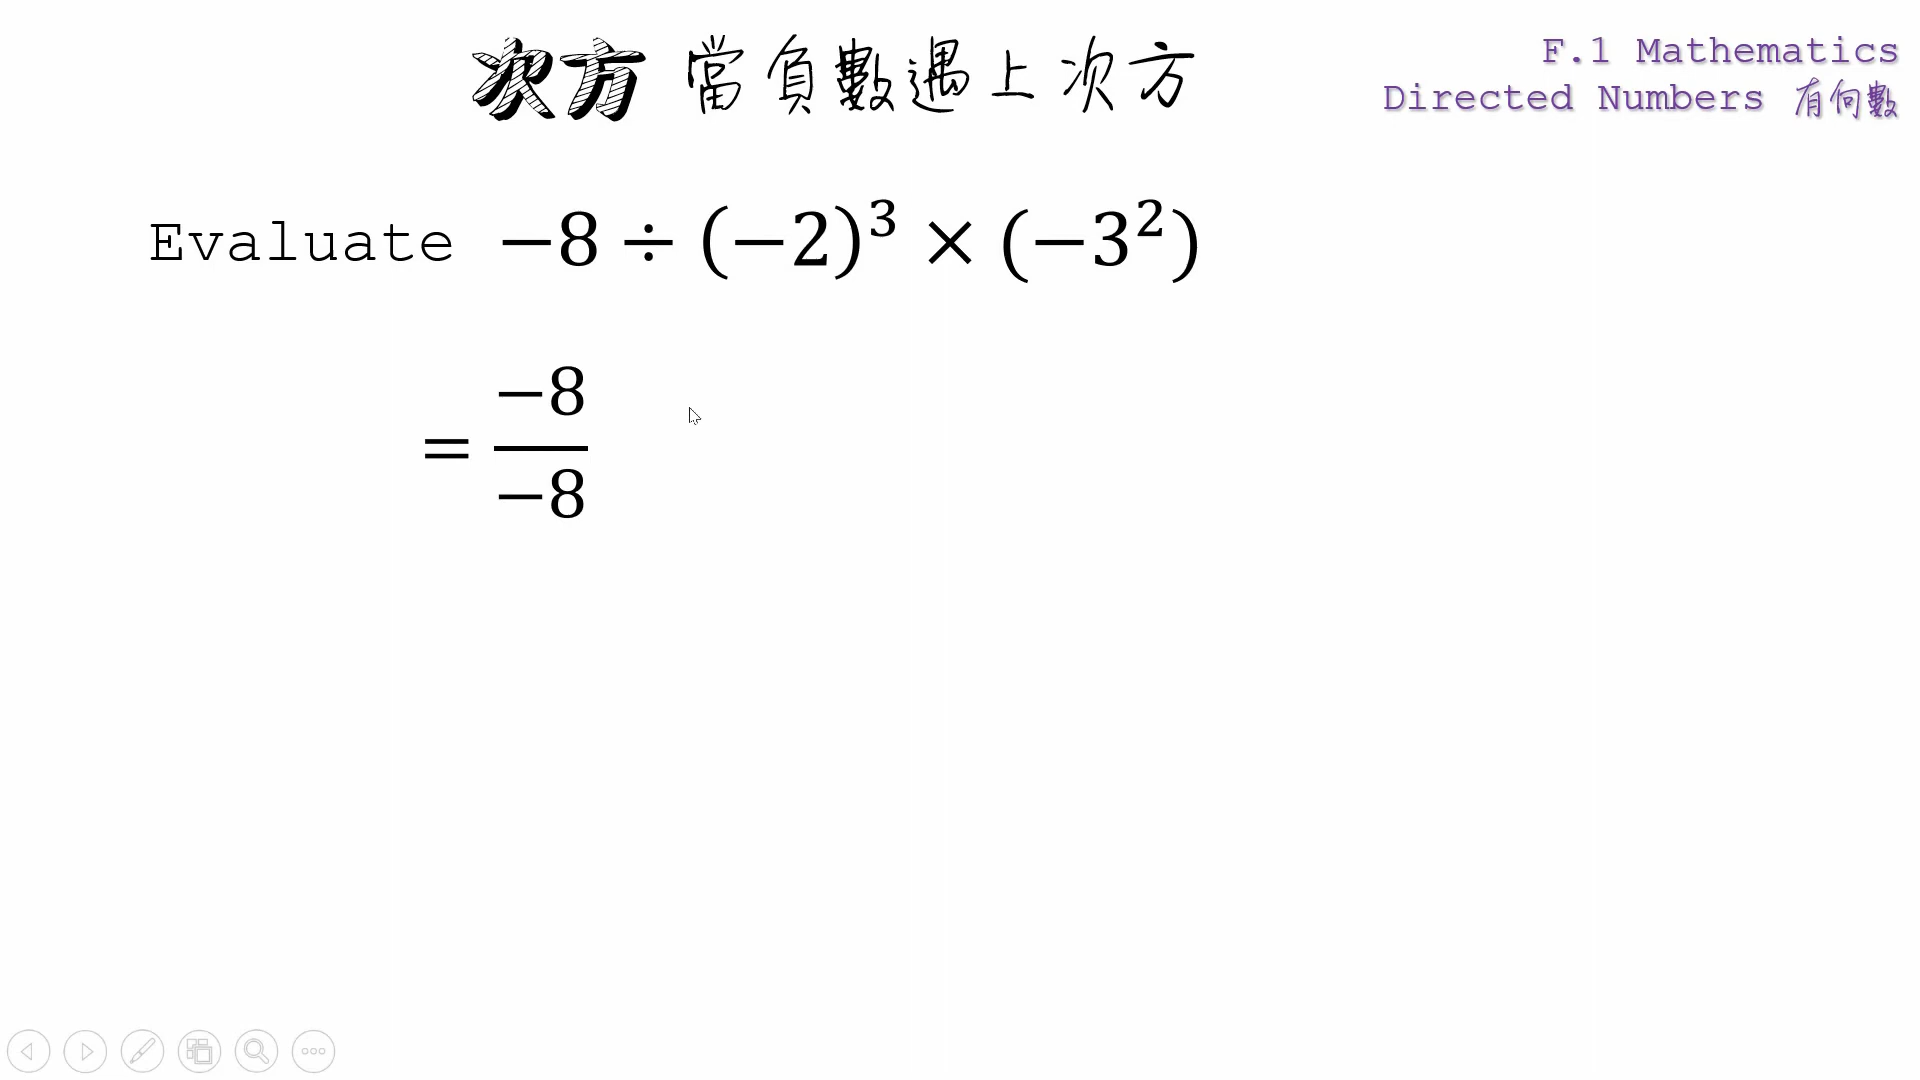 次方 當負數遇上次方
F.1 Mathematics
Directed Numbers 有向數
Evaluate −8 ÷ (−2)³ × (−3²)
= −8/−8